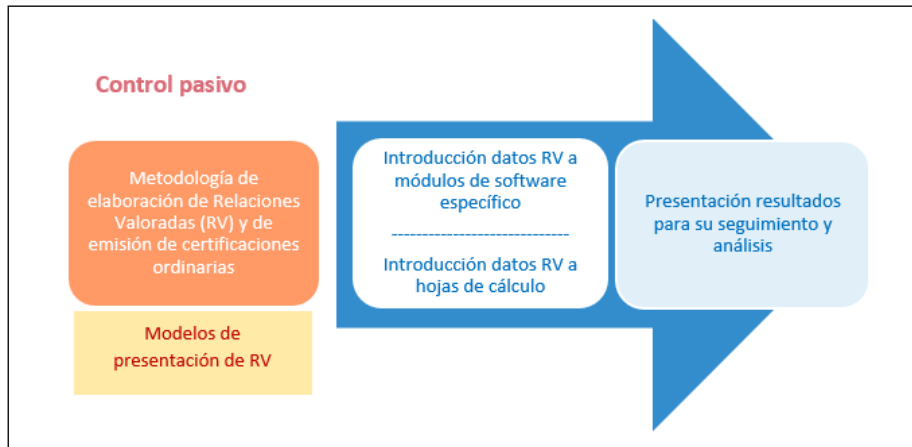 Control pasivo
Metodología de
elaboración de Relaciones
Valoradas (RV) y de
emisión de certificaciones
ordinarias
Modelos de
presentación de RV
Introducción datos RV a
módulos de software
específico
-----------------------------
Introducción datos RV a
hojas de cálculo
Presentación resultados
para su seguimiento y
análisis